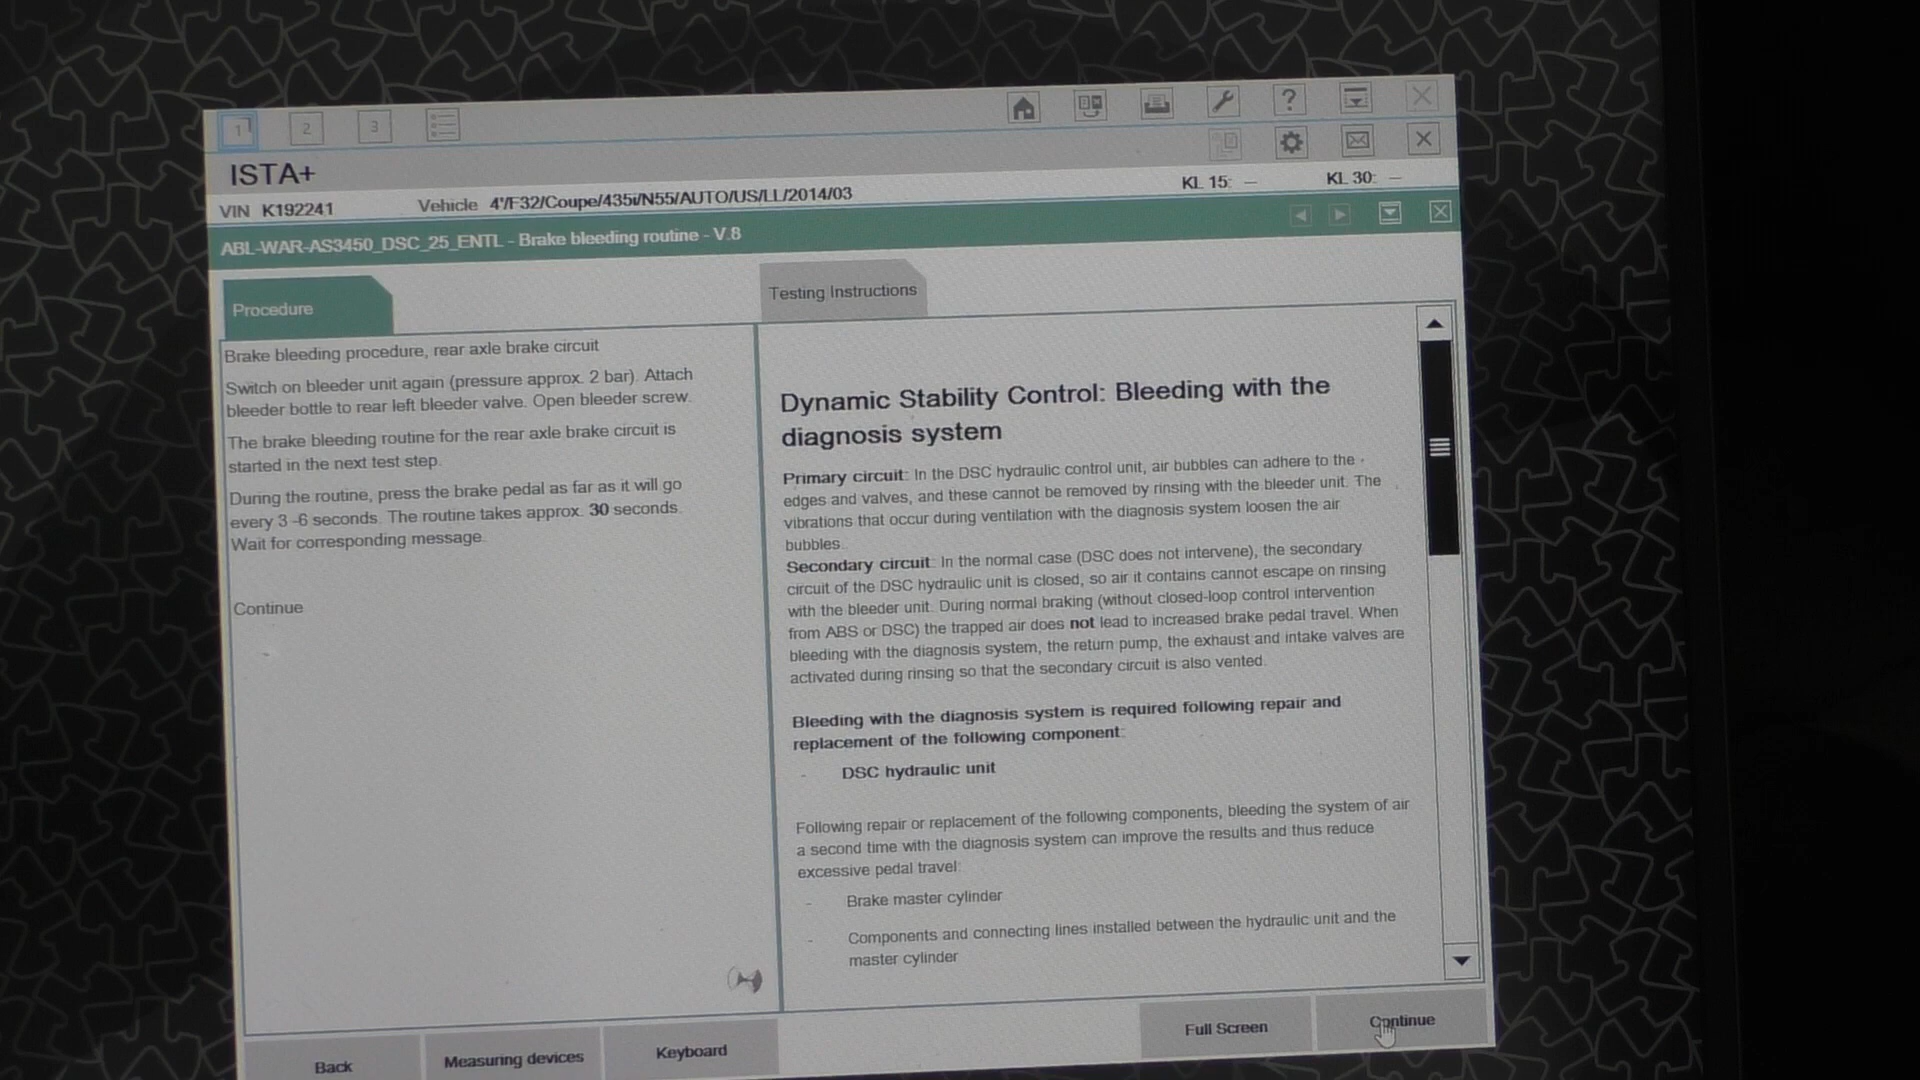 1 2 3
ISTA+
VIN K192241 Vehicle 4'/F32/Coupe/435i/N55/AUTO/US/LL/2014/03 KL 15: – KL 30: –
ABL-WAR-AS3450_DSC_25_ENTL - Brake bleeding routine - V.8
Procedure
Testing Instructions
Brake bleeding procedure, rear axle brake circuit
Switch on bleeder unit again (pressure approx. 2 bar). Attach
bleeder bottle to rear left bleeder valve. Open bleeder screw.
The brake bleeding routine for the rear axle brake circuit is
started in the next test step.
During the routine, press the brake pedal as far as it will go
every 3 -6 seconds. The routine takes approx. 30 seconds.
Wait for corresponding message.
Continue
Dynamic Stability Control: Bleeding with the
diagnosis system
Primary circuit: In the DSC hydraulic control unit, air bubbles can adhere to the
edges and valves, and these cannot be removed by rinsing with the bleeder unit. The
vibrations that occur during ventilation with the diagnosis system loosen the air
bubbles.
Secondary circuit: In the normal case (DSC does not intervene), the secondary
circuit of the DSC hydraulic unit is closed, so air it contains cannot escape on rinsing
with the bleeder unit. During normal braking (without closed-loop control intervention
from ABS or DSC) the trapped air does not lead to increased brake pedal travel. When
bleeding with the diagnosis system, the return pump, the exhaust and intake valves are
activated during rinsing so that the secondary circuit is also vented.
Bleeding with the diagnosis system is required following repair and
replacement of the following component:
- DSC hydraulic unit
Following repair or replacement of the following components, bleeding the system of air
a second time with the diagnosis system can improve the results and thus reduce
excessive pedal travel:
- Brake master cylinder
- Components and connecting lines installed between the hydraulic unit and the
master cylinder
Back Measuring devices Keyboard Full Screen Continue